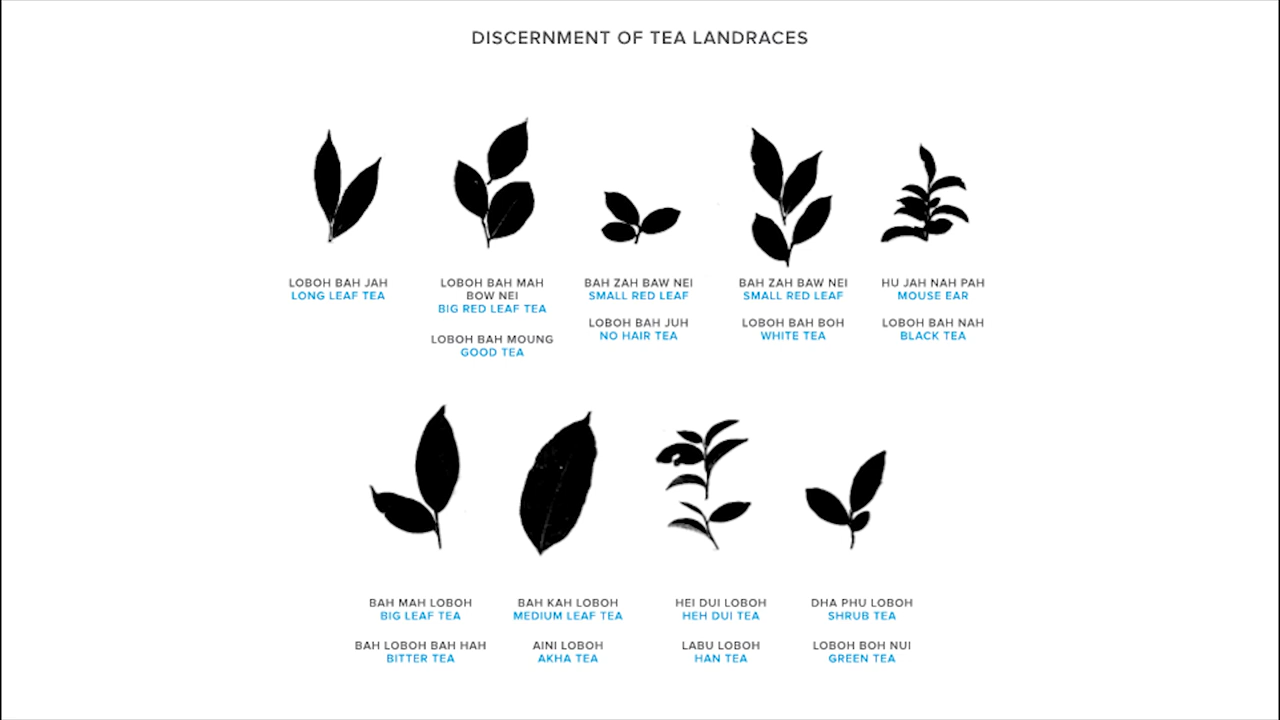 DISCERNMENT OF TEA LANDRACES
LOBOH BAH JAH
LONG LEAF TEA
LOBOH BAH MAH
BOW NEI
BIG RED LEAF TEA
LOBOH BAH MOUNG
GOOD TEA
BAH ZAH BAW NEI
SMALL RED LEAF
LOBOH BAH JUH
NO HAIR TEA
BAH ZAH BAW NEI
SMALL RED LEAF
LOBOH BAH BOH
WHITE TEA
HU JAH NAH PAH
MOUSE EAR
LOBOH BAH NAH
BLACK TEA
BAH MAH LOBOH
BIG LEAF TEA
BAH LOBOH BAH HAH
BITTER TEA
BAH KAH LOBOH
MEDIUM LEAF TEA
AINI LOBOH
AKHA TEA
HEI DUI LOBOH
HEH DUI TEA
LABU LOBOH
HAN TEA
DHA PHU LOBOH
SHRUB TEA
LOBOH BOH NUI
GREEN TEA